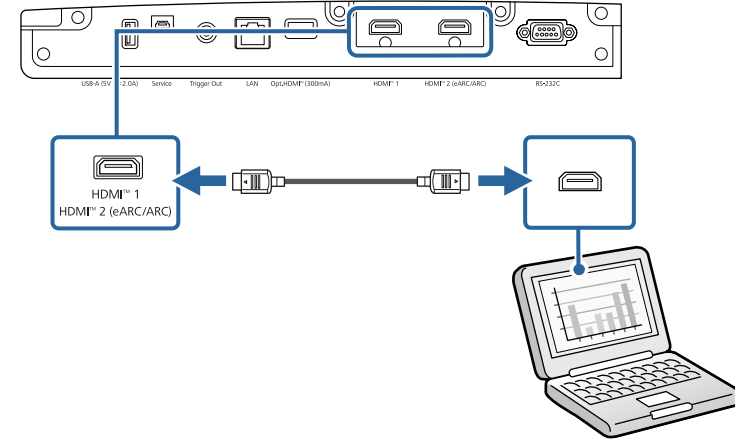 USB-A (5V ⎓ 2.0A) Service Trigger Out LAN Opt.HDMI™ (300mA) HDMI™ 1 HDMI™ 2 (eARC/ARC) RS-232C
HDMI™ 1
HDMI™ 2 (eARC/ARC)